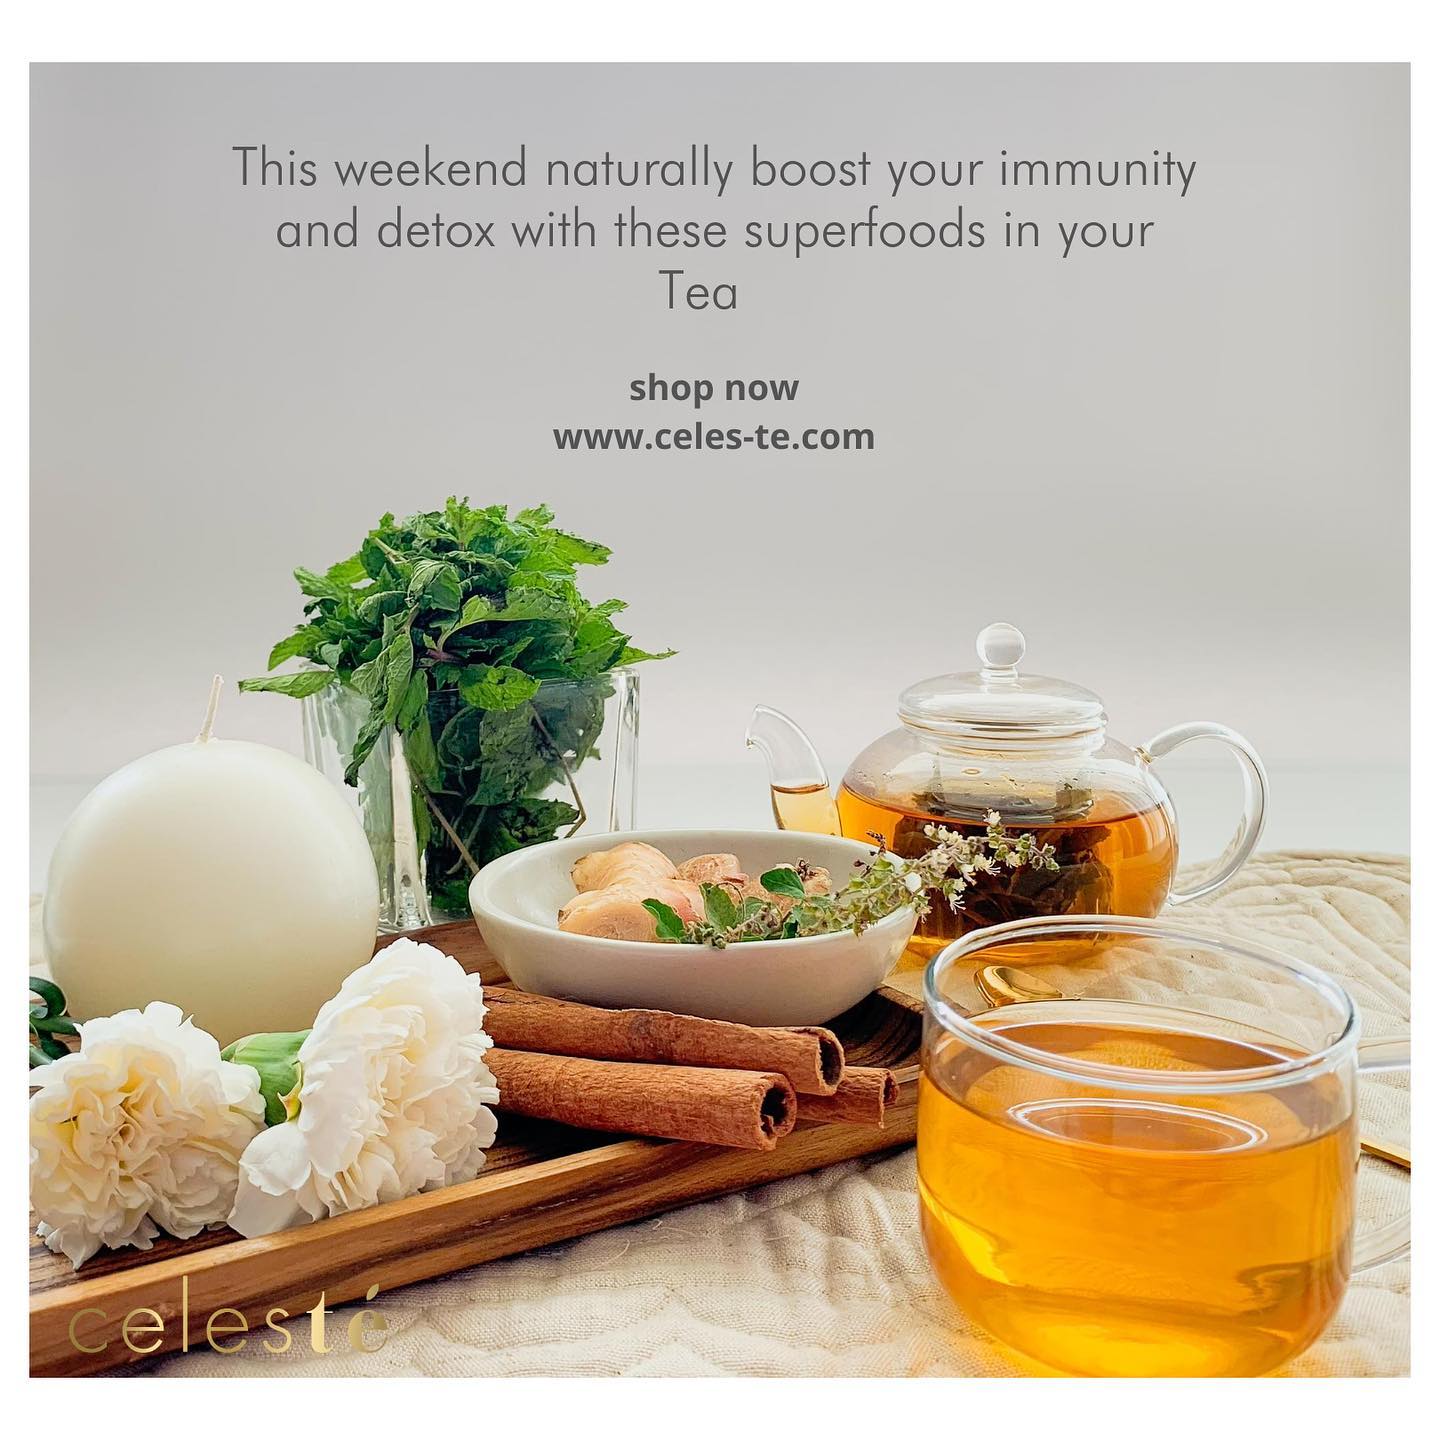 This weekend naturally boost your immunity
and detox with these superfoods in your
Tea
shop now
www.celes-te.com
celesté